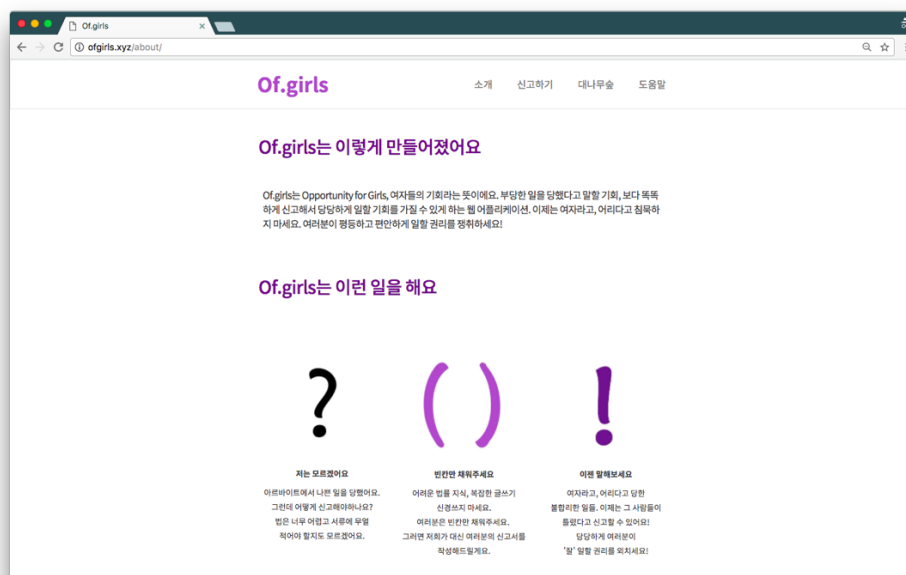 Of.girls
ofgirls.xyz/about/
Of.girls
소개
신고하기
대나무숲
도움말
Of.girls는 이렇게 만들어졌어요
Of.girls는 Opportunity for Girls, 여자들의 기회라는 뜻이에요. 부당한 일을 당했다고 말할 기회, 보다 똑똑
하게 신고해서 당당하게 일할 기회를 가질 수 있게 하는 웹 어플리케이션. 이제는 여자라고, 어리다고 침묵하
지 마세요. 여러분이 평등하고 편안하게 일할 권리를 쟁취하세요!
Of.girls는 이런 일을 해요
?
( )
!
저는 모르겠어요
아르바이트에서 나쁜 일을 당했어요.
그런데 어떻게 신고해야하나요?
법은 너무 어렵고 서류에 무얼
적어야 할지도 모르겠어요.
빈칸만 채워주세요
어려운 법률 지식, 복잡한 글쓰기
신경쓰지 마세요.
여러분은 빈칸만 채워주세요.
그러면 저희가 대신 여러분의 신고서를
작성해드릴게요.
이젠 말해보세요
여자라고, 어리다고 당한
불합리한 일들. 이제는 그 사람들이
틀렸다고 신고할 수 있어요!
당당하게 여러분이
'잘' 일할 권리를 외치세요!